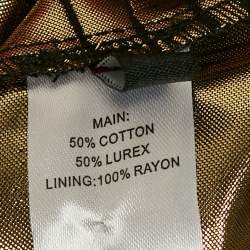 MAIN:
50% COTTON
50% LUREX
LINING:100% RAYON